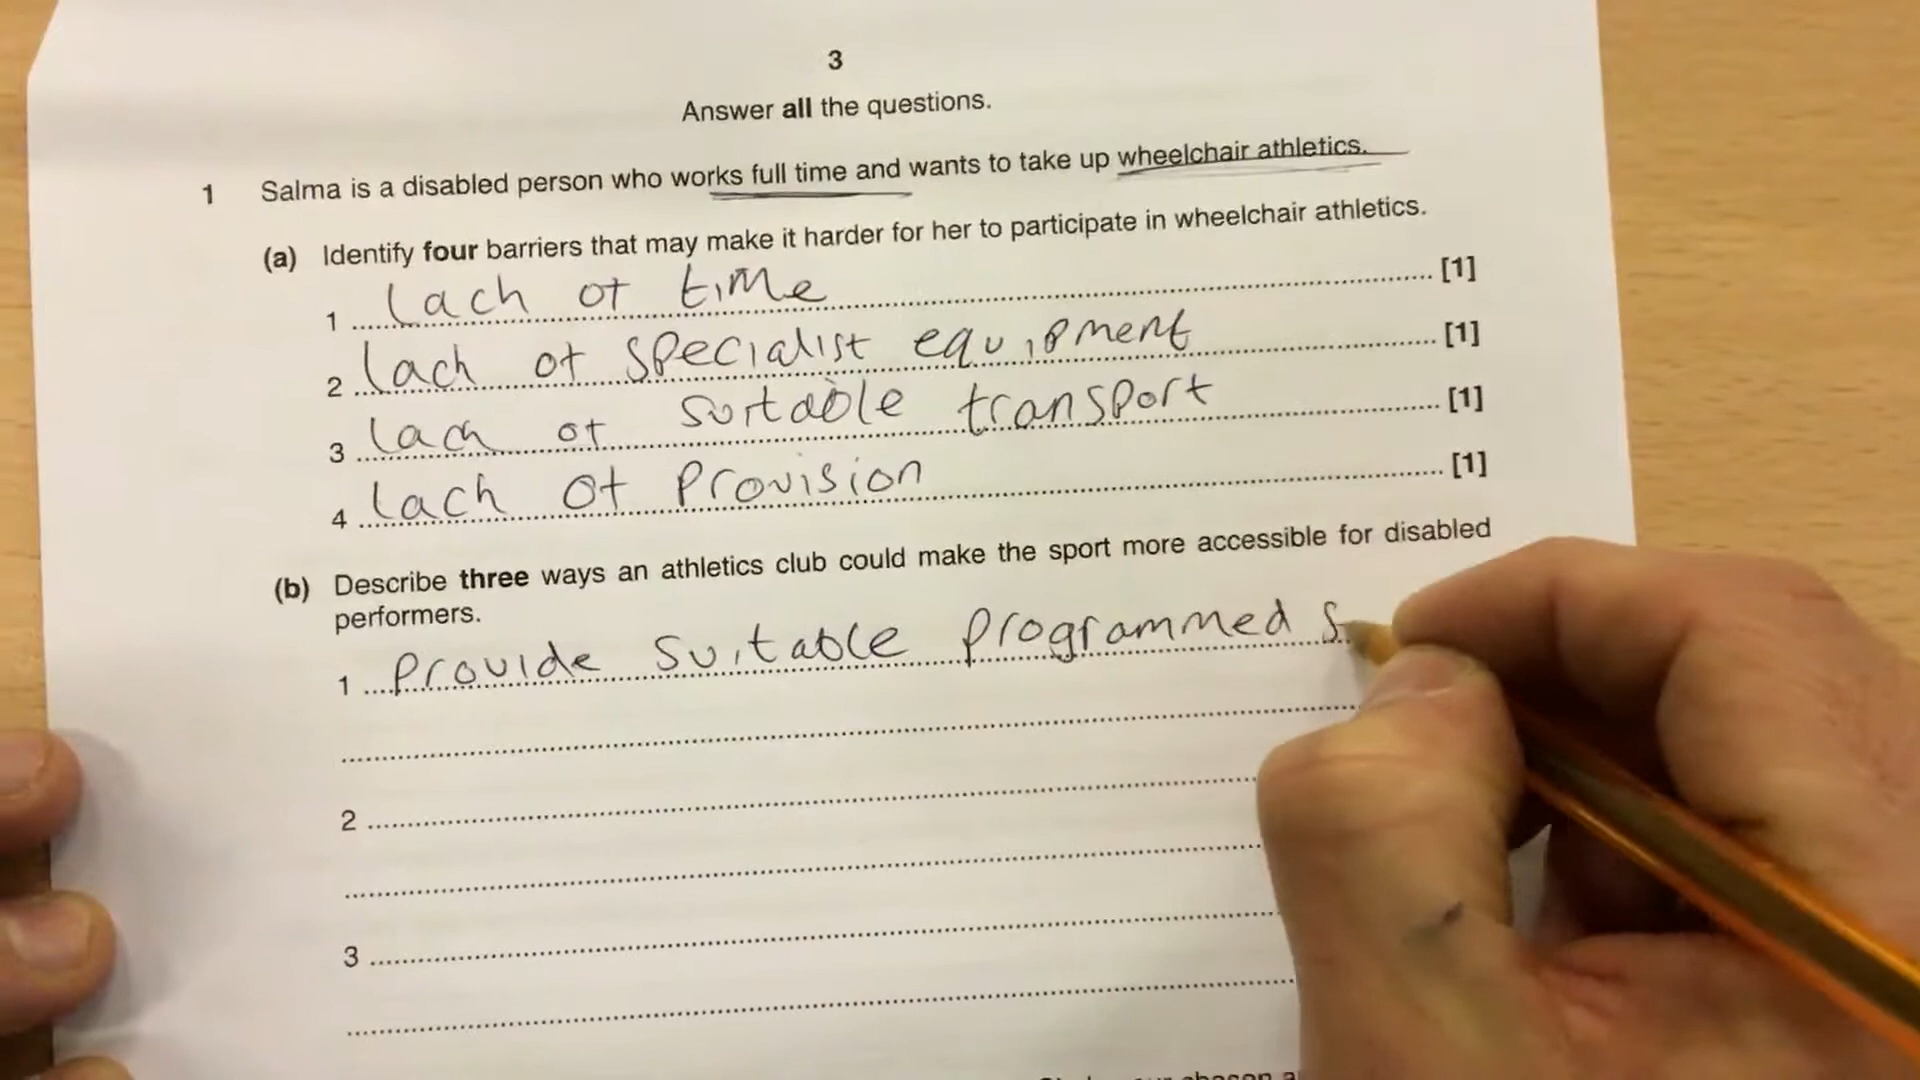 3
Answer all the questions.
1 Salma is a disabled person who works full time and wants to take up wheelchair athletics.
(a) Identify four barriers that may make it harder for her to participate in wheelchair athletics.
1 lack of time [1]
2 lack of specialist equipment [1]
3 lack of suitable transport [1]
4 lack of provision [1]
(b) Describe three ways an athletics club could make the sport more accessible for disabled
performers.
1 Provide suitable programmed s
2
3